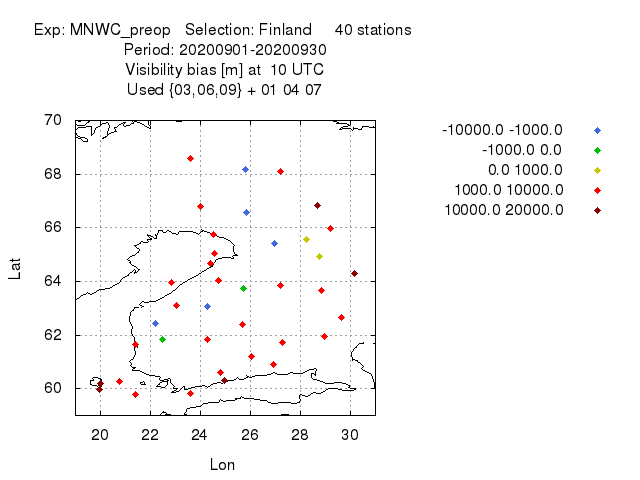 Exp: MNWC_preop   Selection: Finland     40 stations
Period: 20200901-20200930
Visibility bias [m] at  10 UTC
Used {03,06,09} + 01 04 07
-10000.0 -1000.0
-1000.0 0.0
0.0 1000.0
1000.0 10000.0
10000.0 20000.0
70
68
66
64
62
60
Lat
20 22 24 26 28 30
Lon